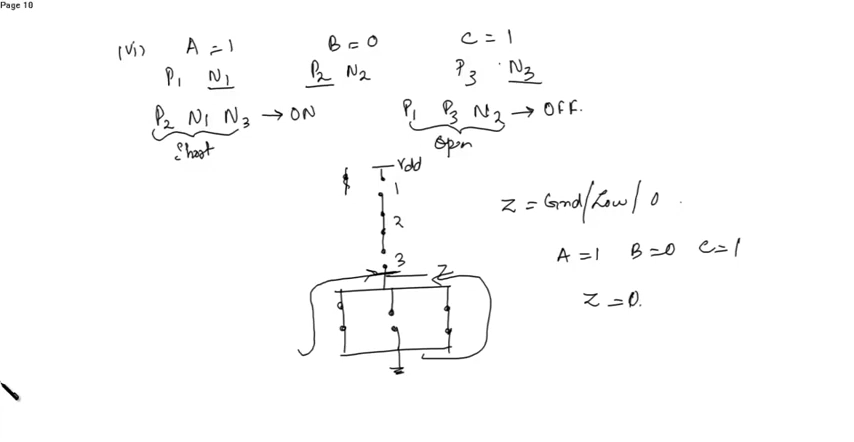 Page 10
(vi) A = 1 B = 0 C = 1
P1 N1 P2 N2 P3 N3
P2 N1 N3 → ON P1 P3 N2 → OFF.
Short Open
Vdd
1
2
3
Z
Z = Gnd/Low/0.
A = 1 B = 0 C = 1
Z = 0.